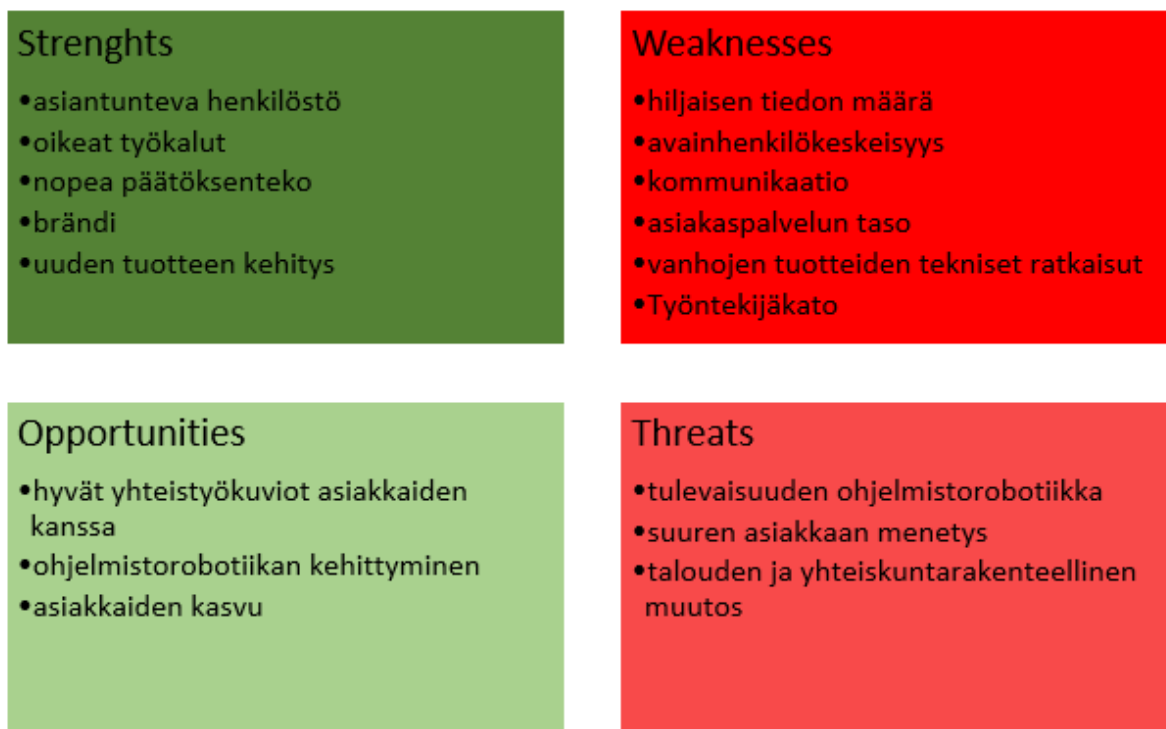 Strenghts
•asiantunteva henkilöstö
•oikeat työkalut
•nopea päätöksenteko
•brändi
•uuden tuotteen kehitys
Weaknesses
•hiljaisen tiedon määrä
•avainhenkilökeskeisyys
•kommunikaatio
•asiakaspalvelun taso
•vanhojen tuotteiden tekniset ratkaisut
•Työntekijäkato
Opportunities
•hyvät yhteistyökuviot asiakkaiden
kanssa
•ohjelmistorobotiikan kehittyminen
•asiakkaiden kasvu
Threats
•tulevaisuuden ohjelmistorobotiikka
•suuren asiakkaan menetys
•talouden ja yhteiskuntarakenteellinen
muutos